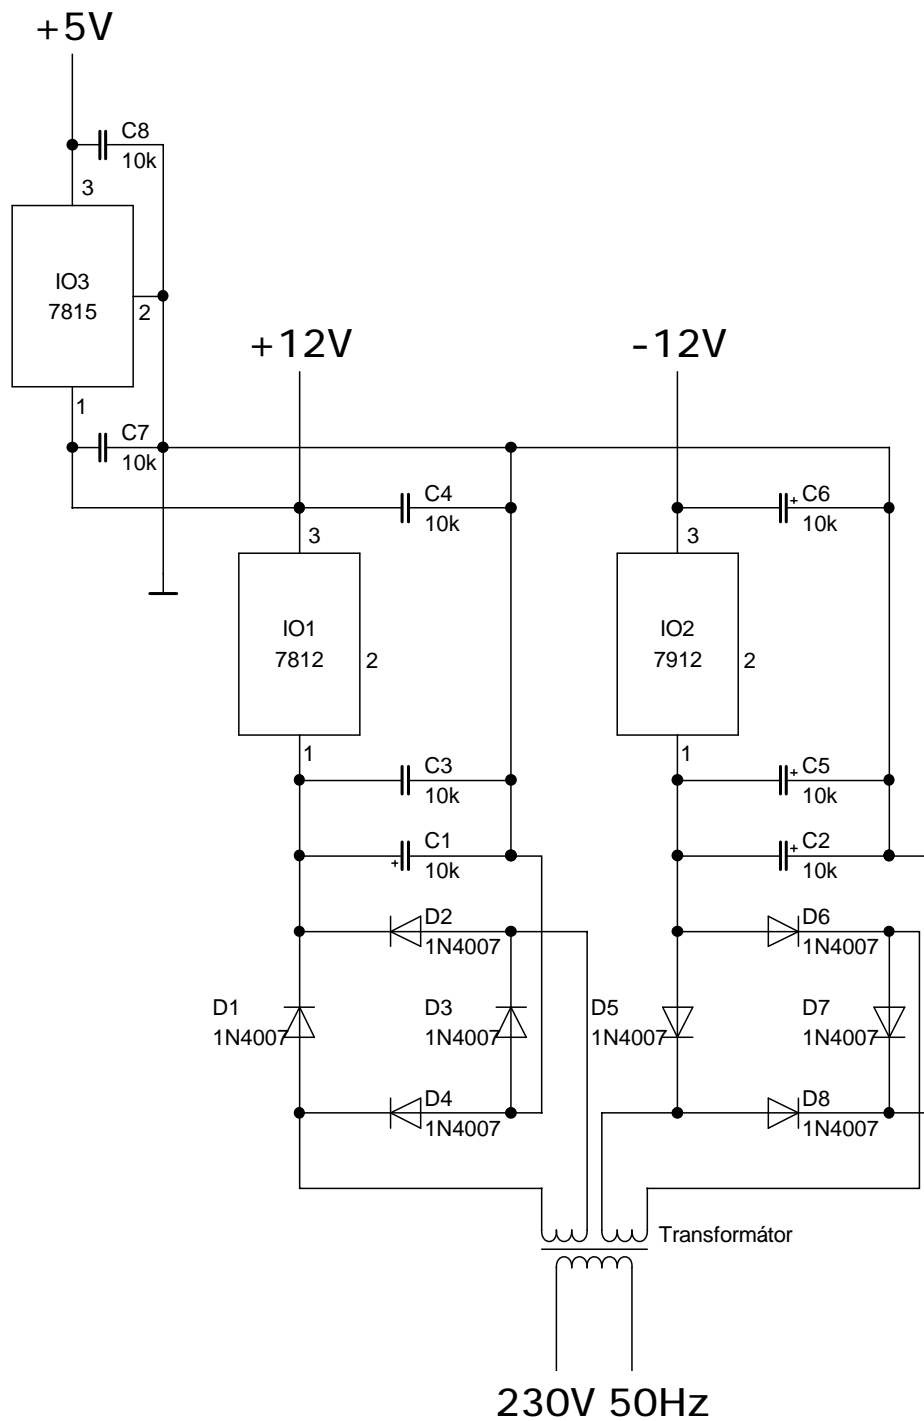 +5V
C8
10k
3
IO3
7815
2
1
C7
10k
+12V
-12V
C4
10k
3
IO1
7812
2
1
C6
+
10k
3
IO2
7912
2
1
C3
10k
C1
+
10k
C5
+
10k
C2
+
10k
D2
1N4007
D6
1N4007
D1
1N4007
D3
1N4007
D5
1N4007
D7
1N4007
D4
1N4007
D8
1N4007
Transformátor
230V 50Hz